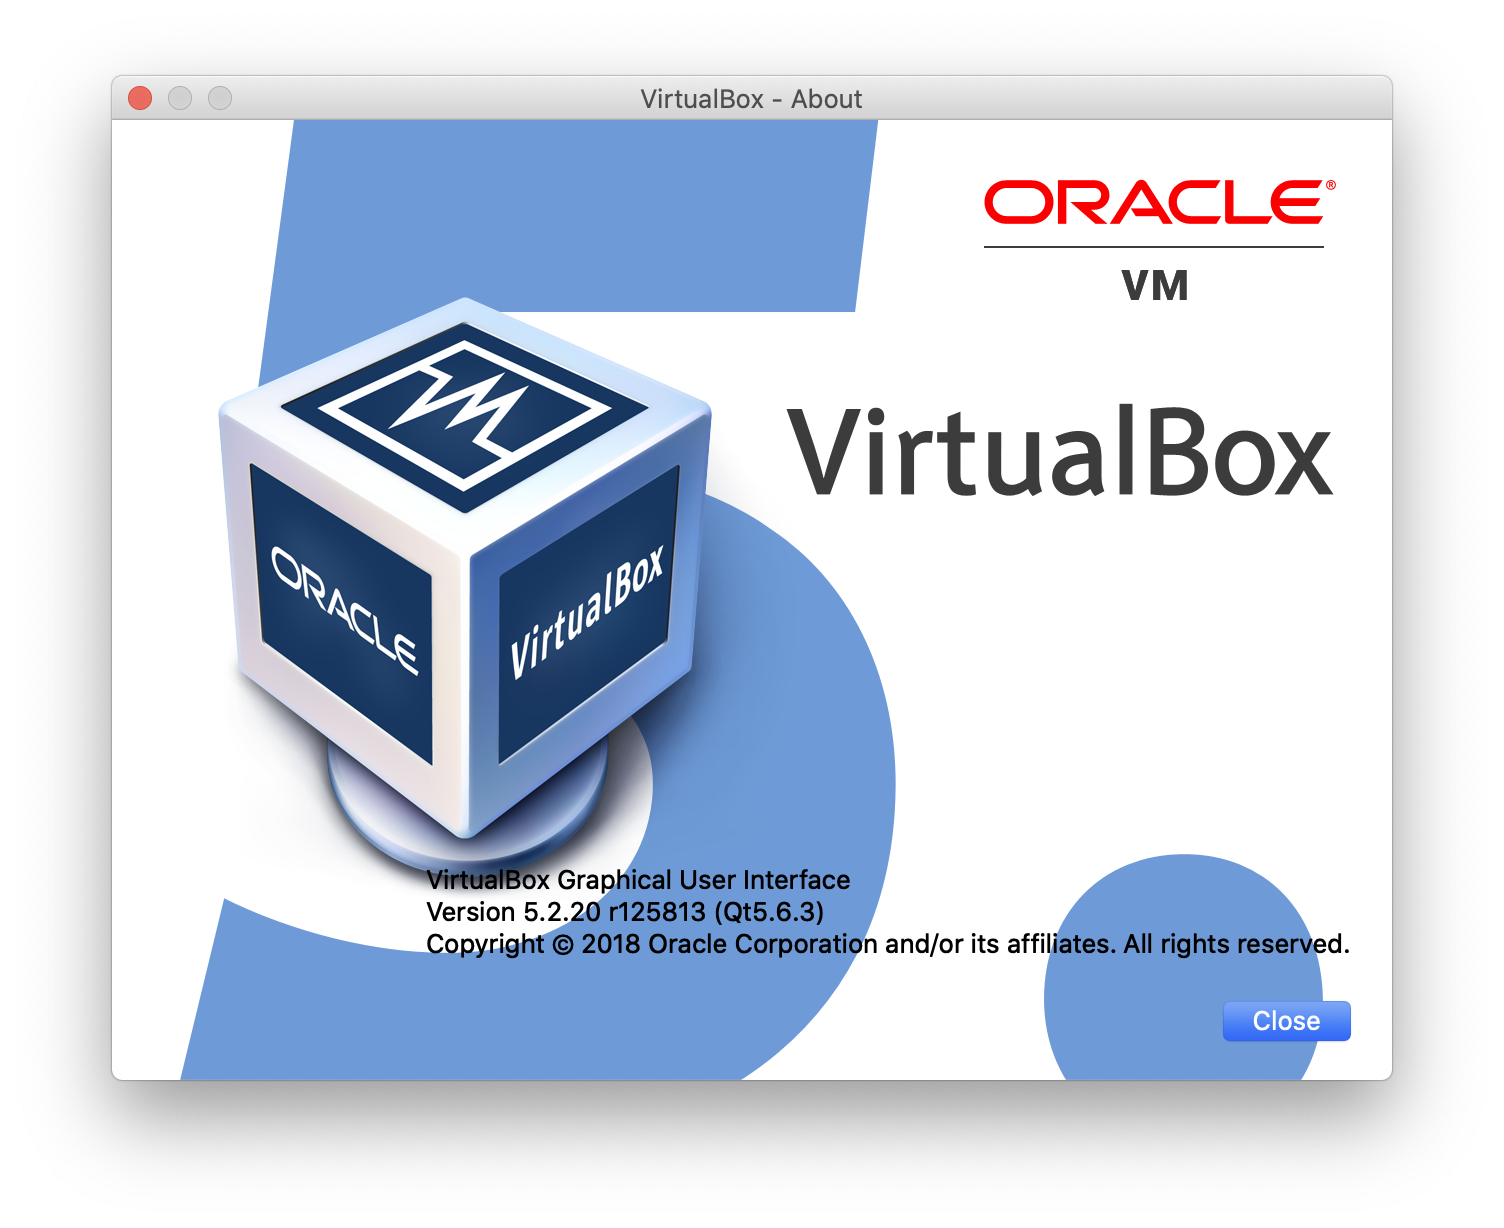 VirtualBox - About
ORACLE®
VM
VirtualBox
ORACLE
VirtualBox
VirtualBox Graphical User Interface
Version 5.2.20 r125813 (Qt5.6.3)
Copyright © 2018 Oracle Corporation and/or its affiliates. All rights reserved.
Close